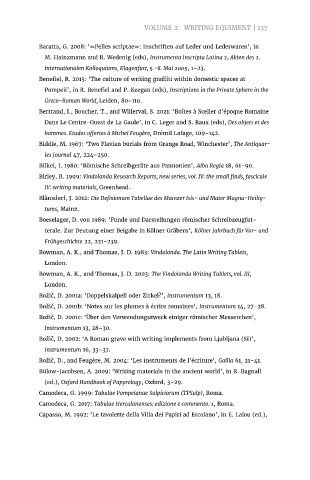 VOLUME 2: WRITING EQUIMENT | 137
Baratta, G. 2008: '«Pelles scriptae»: inschriften auf Leder und Lederwaren', in
M. Hainzmann and R. Wedenig (eds), Instrumenta Inscripta Latina 2, Akten des 2.
internationalen Kolloquiums, Klagenfurt, 5.-8. Mai 2005, 1–23.
Benefiel, R. 2015: 'The culture of writing graffiti within domestic spaces at
Pompeii', in R. Benefiel and P. Keegan (eds), Inscriptions in the Private Sphere in the
Greco-Roman World, Leiden, 80–110.
Bertrand, I., Boucher, T., and Willerval, S. 2021: 'Boîtes à Sceller d'époque Romaine
Dans Le Centre-Ouest de La Gaule', in C. Leger and S. Raux (eds), Des objets et des
hommes. Etudes offertes à Michel Feugère, Drémil Lafage, 109–142.
Biddle, M. 1967: 'Two Flavian burials from Grange Road, Winchester', The Antiquar-
ies Journal 47, 224–250.
Bilkei, I. 1980: 'Römische Schreibgeräte aus Pannonien', Alba Regia 18, 61–90.
Birley, R. 1999: Vindolanda Research Reports, new series, vol. IV: the small finds, fascicule
IV: writing materials, Greenhead.
Blänsdorf, J. 2012: Die Defixionum Tabellae des Mainzer Isis- und Mater Magna-Heilig-
tums, Mainz.
Boeselager, D. von 1989: 'Funde und Darstellungen römischer Schreibzeugfut-
terale. Zur Deutung einer Beigabe in Kölner Gräbern', Kölner Jahrbuch für Vor- und
Frühgeschichte 22, 221–239.
Bowman, A. K., and Thomas, J. D. 1983: Vindolanda. The Latin Writing Tablets,
London.
Bowman, A. K., and Thomas, J. D. 2003: The Vindolanda Writing Tablets, vol. III,
London.
Božič, D. 2001a: 'Doppelskalpell oder Zirkel?', Instrumentum 13, 18.
Božič, D. 2001b: 'Notes sur les plumes à écrire romaines', Instrumentum 14, 27–28.
Božič, D. 2001c: 'Über den Verwendungszweck einiger römischer Messerchen',
Instrumentum 13, 28–30.
Božič, D. 2002: 'A Roman grave with writing implements from Ljubljana (SI)',
Instrumentum 16, 33–37.
Božič, D., and Feugère, M. 2004: 'Les instruments de l'écriture', Gallia 61, 21–41.
Bülow-Jacobsen, A. 2009: 'Writing materials in the ancient world', in R. Bagnall
(ed.), Oxford Handbook of Papyrology, Oxford, 3–29.
Camodeca, G. 1999: Tabulae Pompeianae Sulpiciorum (TPSulp), Roma.
Camodeca, G. 2017: Tabulae Herculanenses: edizione e commento, 1, Roma.
Capasso, M. 1992: 'Le tavolette della Villa dei Papiri ad Ercolano', in E. Lalou (ed.),